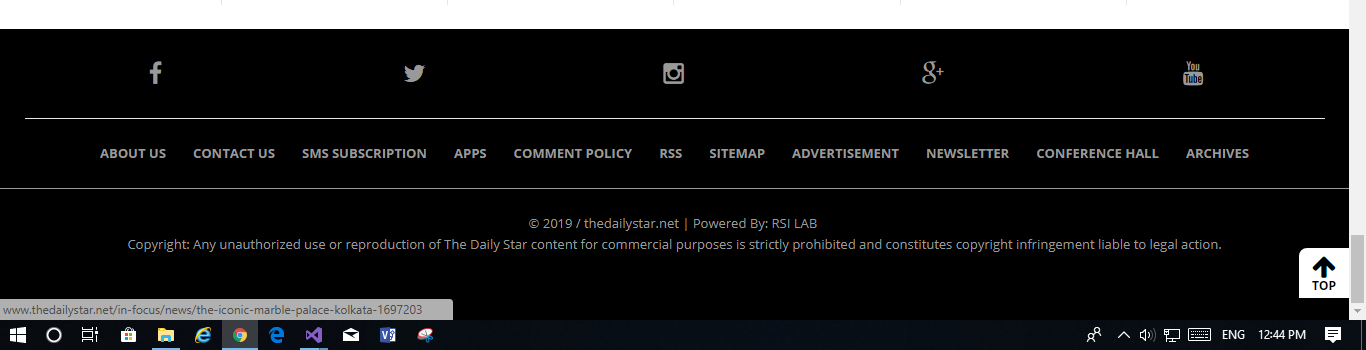 You
Tube
ABOUT US CONTACT US SMS SUBSCRIPTION APPS COMMENT POLICY RSS SITEMAP ADVERTISEMENT NEWSLETTER CONFERENCE HALL ARCHIVES
© 2019 / thedailystar.net | Powered By: RSI LAB
Copyright: Any unauthorized use or reproduction of The Daily Star content for commercial purposes is strictly prohibited and constitutes copyright infringement liable to legal action.
TOP
www.thedailystar.net/in-focus/news/the-iconic-marble-palace-kolkata-1697203
ENG 12:44 PM